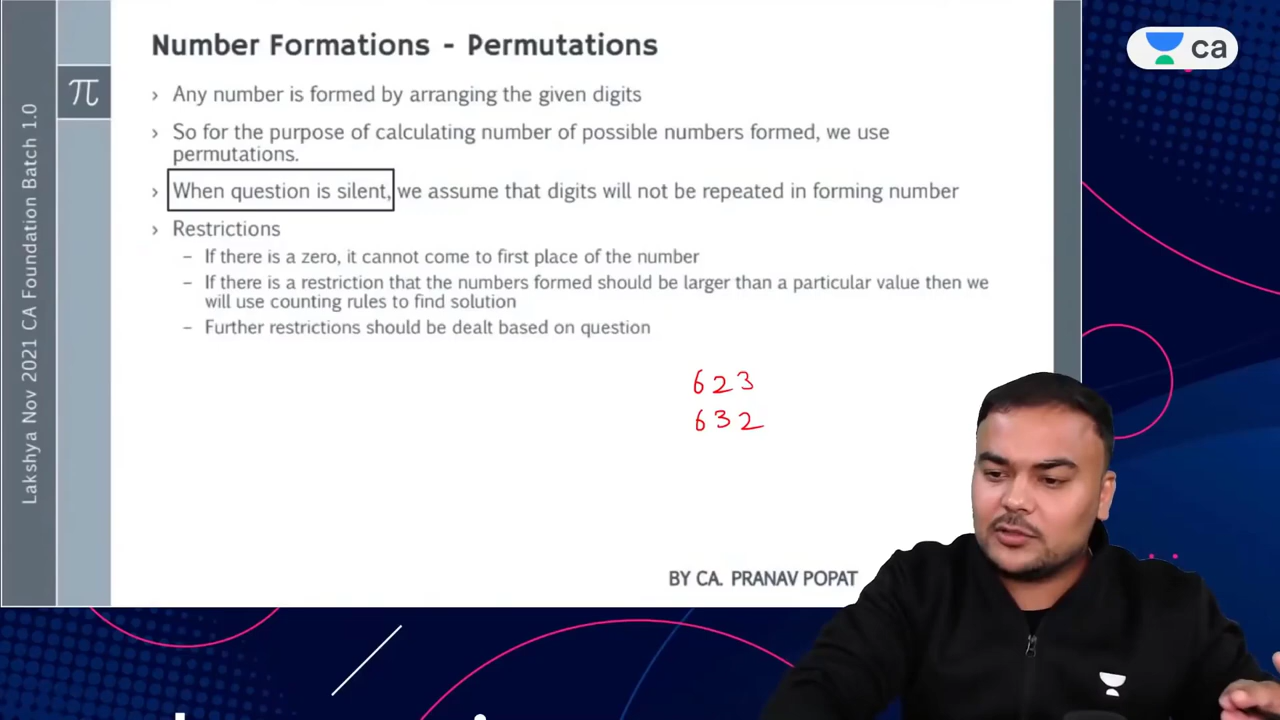 Number Formations - Permutations
ca
π
Lakshya Nov 2021 CA Foundation Batch 1.0
› Any number is formed by arranging the given digits
› So for the purpose of calculating number of possible numbers formed, we use
permutations.
› When question is silent, we assume that digits will not be repeated in forming number
› Restrictions
– If there is a zero, it cannot come to first place of the number
– If there is a restriction that the numbers formed should be larger than a particular value then we
will use counting rules to find solution
– Further restrictions should be dealt based on question
623
632
BY CA. PRANAV POPAT